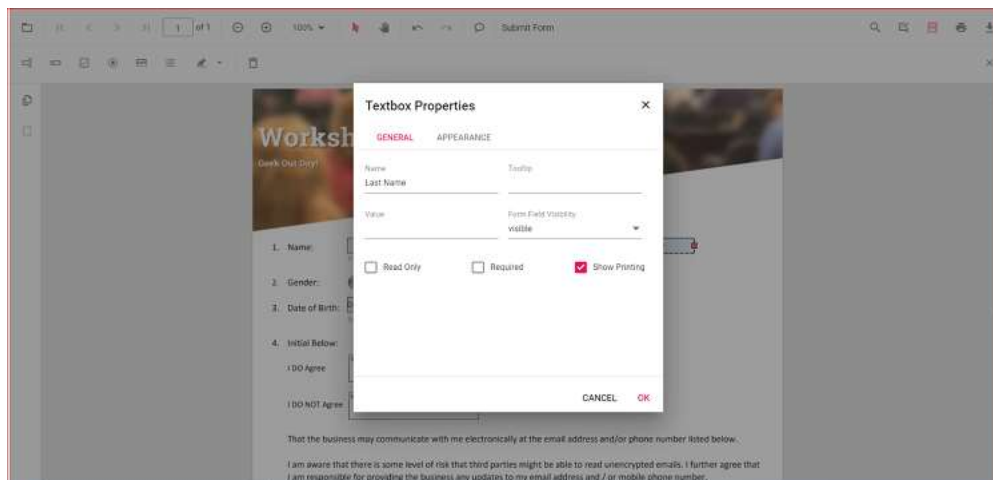 1 of 1
100%
Submit Form
Textbox Properties
GENERAL
APPEARANCE
Worksh
Geek Out Day!
Name
Tooltip
Last Name
Value
Form Field Visibility
visible
1. Name:
Read Only
Required
Show Printing
2. Gender:
3. Date of Birth:
4. Initial Below:
I DO Agree
CANCEL
OK
I DO NOT Agree
That the business may communicate with me electronically at the email address and/or phone number listed below.
I am aware that there is some level of risk that third parties might be able to read unencrypted emails. I further agree that
I am responsible for providing the business any updates to my email address and / or mobile phone number.